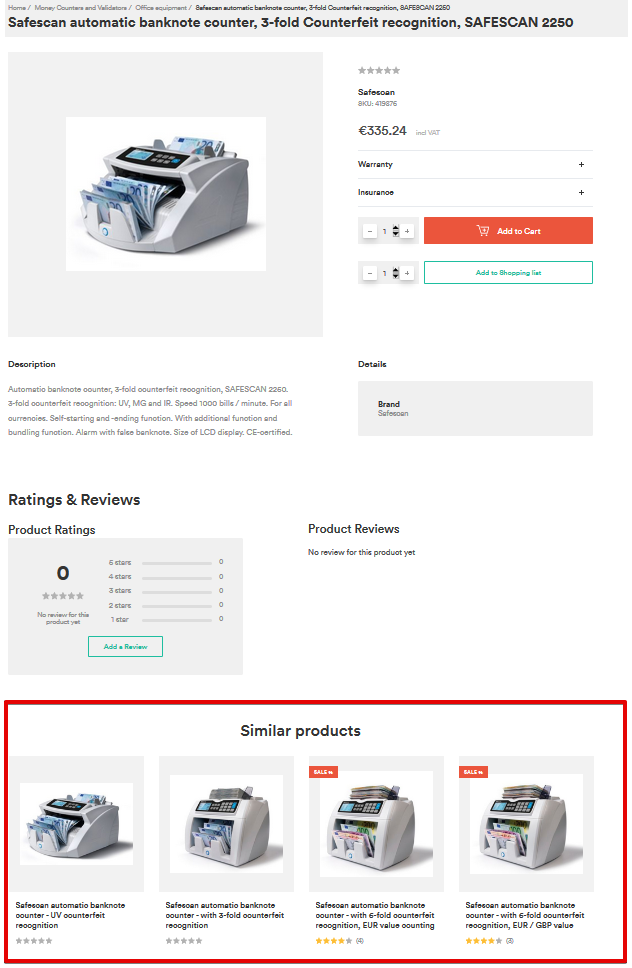 Home / Money Counters and Validators / Office equipment / Safescan automatic banknote counter, 3-fold Counterfeit recognition, SAFESCAN 2250
Safescan automatic banknote counter, 3-fold Counterfeit recognition, SAFESCAN 2250
Safescan
SKU: 419876
€335.24 incl VAT
Warranty +
Insurance +
- 1 + Add to Cart
- 1 + Add to Shopping list
Description
Details
Automatic banknote counter, 3-fold counterfeit recognition, SAFESCAN 2250.
3-fold counterfeit recognition: UV, MG and IR. Speed 1000 bills / minute. For all
currencies. Self-starting and -ending function. With additional function and
bundling function. Alarm with false banknote. Size of LCD display. CE-certified.
Brand
Safescan
Ratings & Reviews
Product Ratings
Product Reviews
No review for this product yet
0
No review for this
product yet
5 stars 0
4 stars 0
3 stars 0
2 stars 0
1 star 0
Add a Review
Similar products
SALE %
SALE %
Safescan automatic banknote
counter - UV counterfeit
recognition
Safescan automatic banknote
counter - with 3-fold counterfeit
recognition
Safescan automatic banknote
counter - with 6-fold counterfeit
recognition, EUR value counting
(4)
Safescan automatic banknote
counter - with 6-fold counterfeit
recognition, EUR / GBP value
(3)